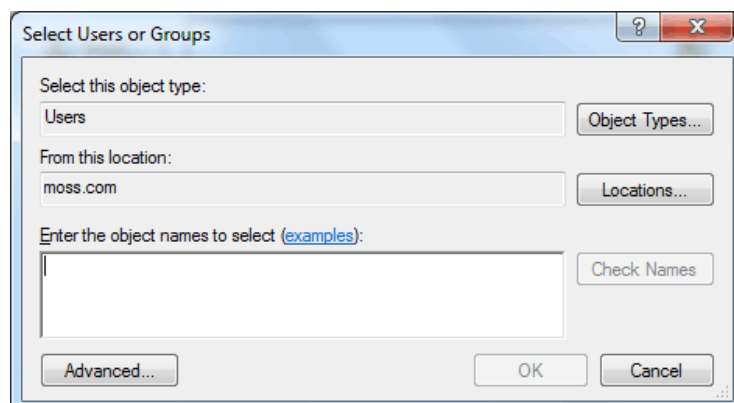 Select Users or Groups
Select this object type:
Users
Object Types...
From this location:
moss.com
Locations...
Enter the object names to select (examples):
Check Names
Advanced...
OK
Cancel